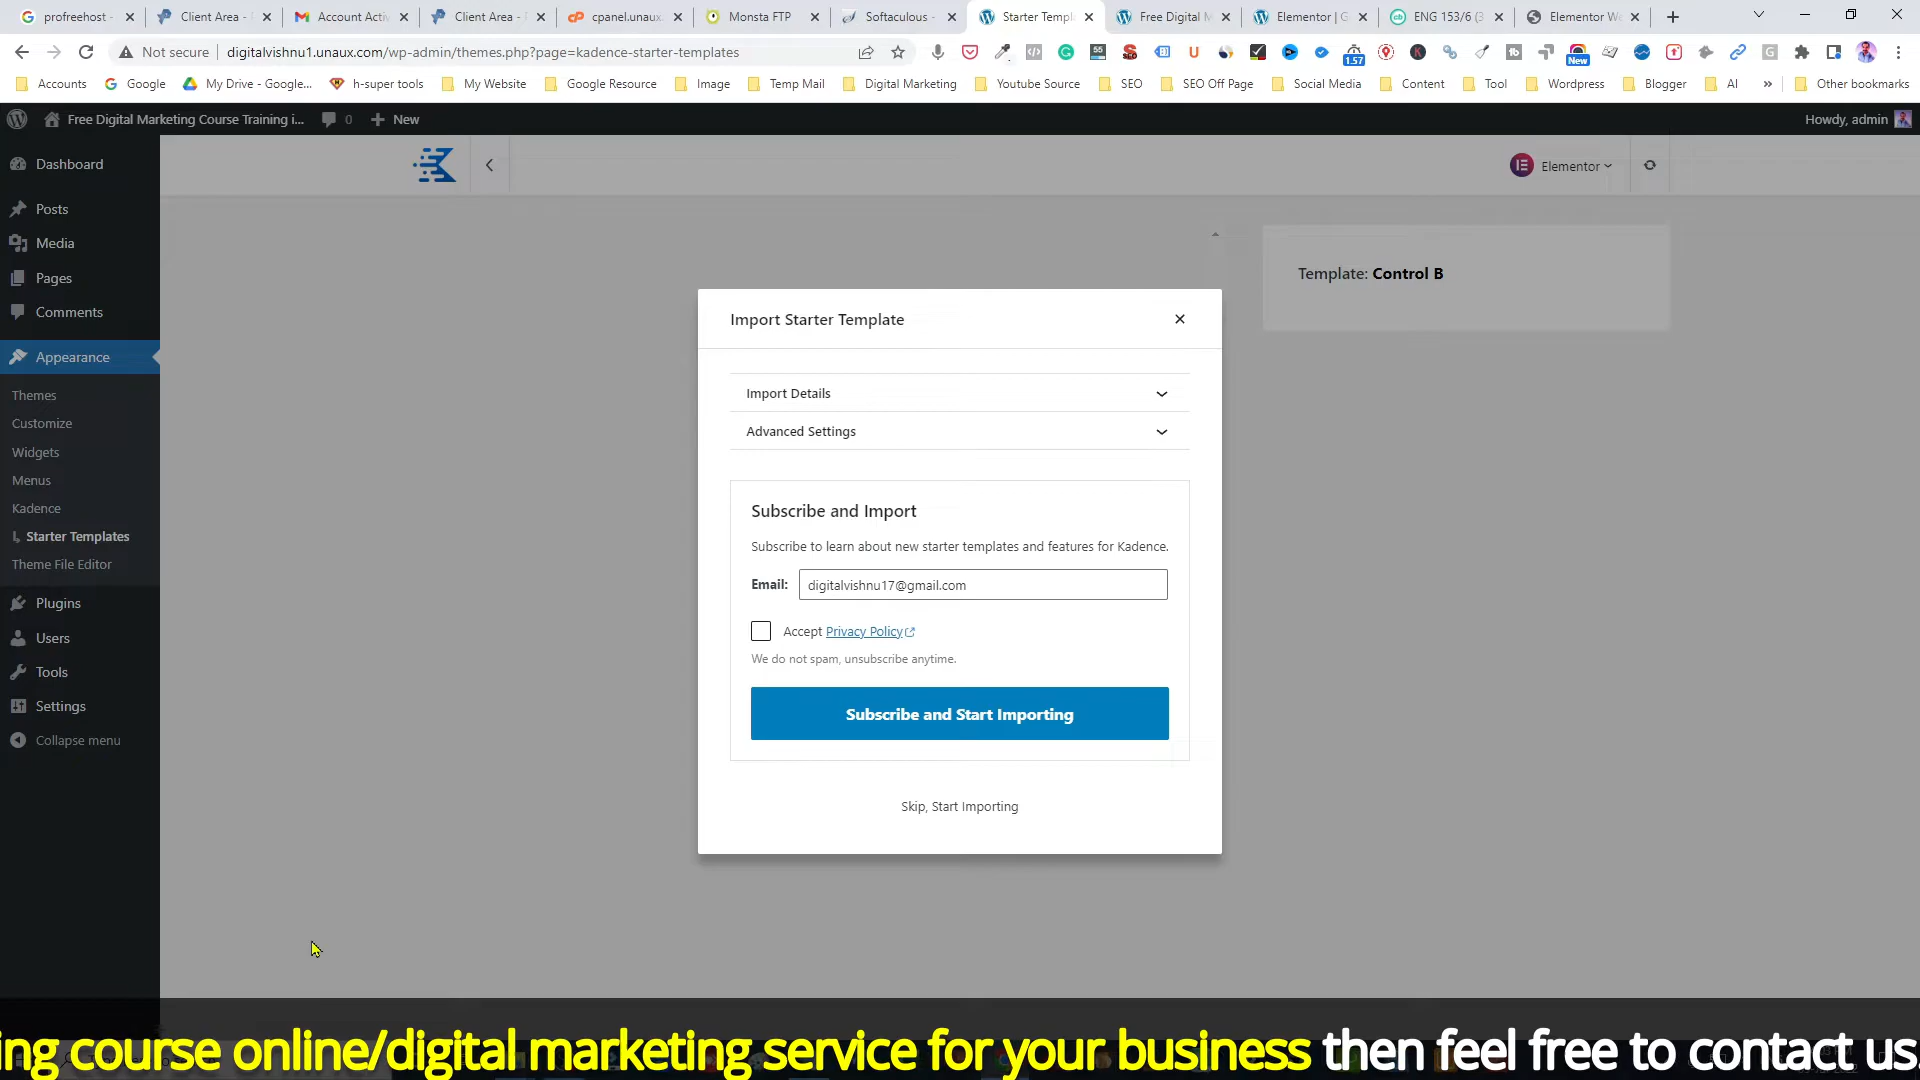 profreehost -
Client Area -
Account Activ
Client Area -
cpanel.unaux.
Monsta FTP
Softaculous -
Starter Templ
Free Digital M
Elementor | G
ENG 153/6 (3
Elementor We
Not secure
digitalvishnu1.unaux.com/wp-admin/themes.php?page=kadence-starter-templates
1.57
New
Accounts
Google
My Drive - Google...
h-super tools
My Website
Google Resource
Image
Temp Mail
Digital Marketing
Youtube Source
SEO
SEO Off Page
Social Media
Content
Tool
Wordpress
Blogger
AI
»
Other bookmarks
Free Digital Marketing Course Training i...
0
New
Howdy, admin
Dashboard
Posts
Media
Pages
Comments
Appearance
Themes
Customize
Widgets
Menus
Kadence
Starter Templates
Theme File Editor
Plugins
Users
Tools
Settings
Collapse menu
Elementor
Template: Control B
Import Starter Template
Import Details
Advanced Settings
Subscribe and Import
Subscribe to learn about new starter templates and features for Kadence.
Email: digitalvishnu17@gmail.com
Accept Privacy Policy
We do not spam, unsubscribe anytime.
Subscribe and Start Importing
Skip, Start Importing
ing course online/digital marketing service for your business then feel free to contact us